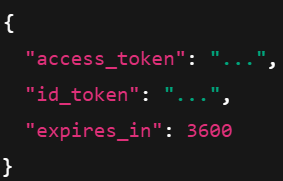 {
"access_token": "...",
"id_token": "...",
"expires_in": 3600
}